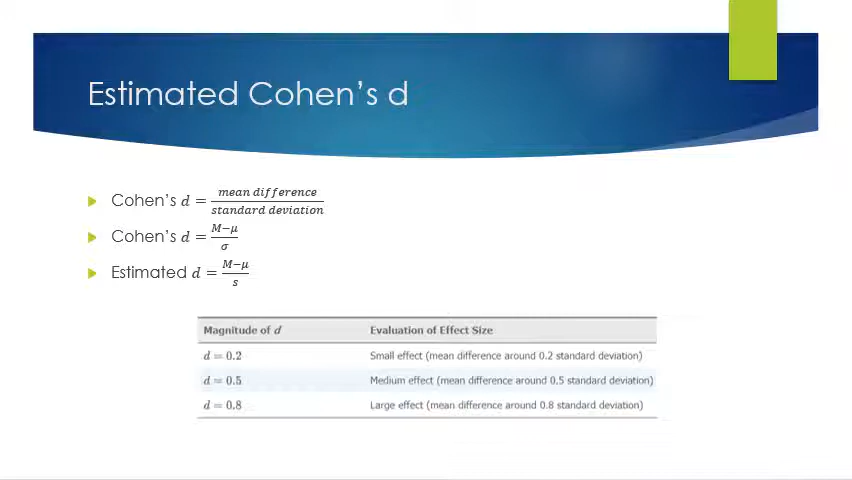 Estimated Cohen's d
Cohen's d = mean difference / standard deviation
Cohen's d = M−μ / σ
Estimated d = M−μ / s
Magnitude of d Evaluation of Effect Size
d = 0.2 Small effect (mean difference around 0.2 standard deviation)
d = 0.5 Medium effect (mean difference around 0.5 standard deviation)
d = 0.8 Large effect (mean difference around 0.8 standard deviation)